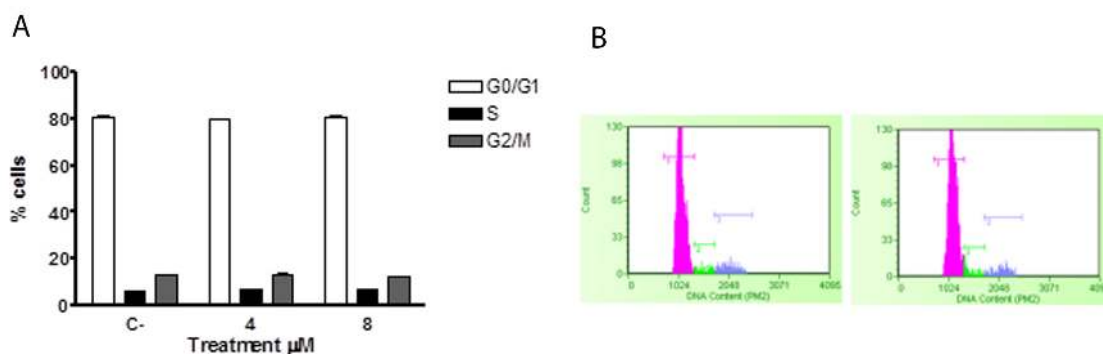 A
B
100
80
60
40
20
0
% cells
C-
4
8
Treatment µM
G0/G1
S
G2/M
130
98
65
33
0
Count
0
1024
2048
3071
4095
DNA Content (PM2)
130
98
65
33
0
Count
0
1024
2048
3071
409
DNA Content (PM2)